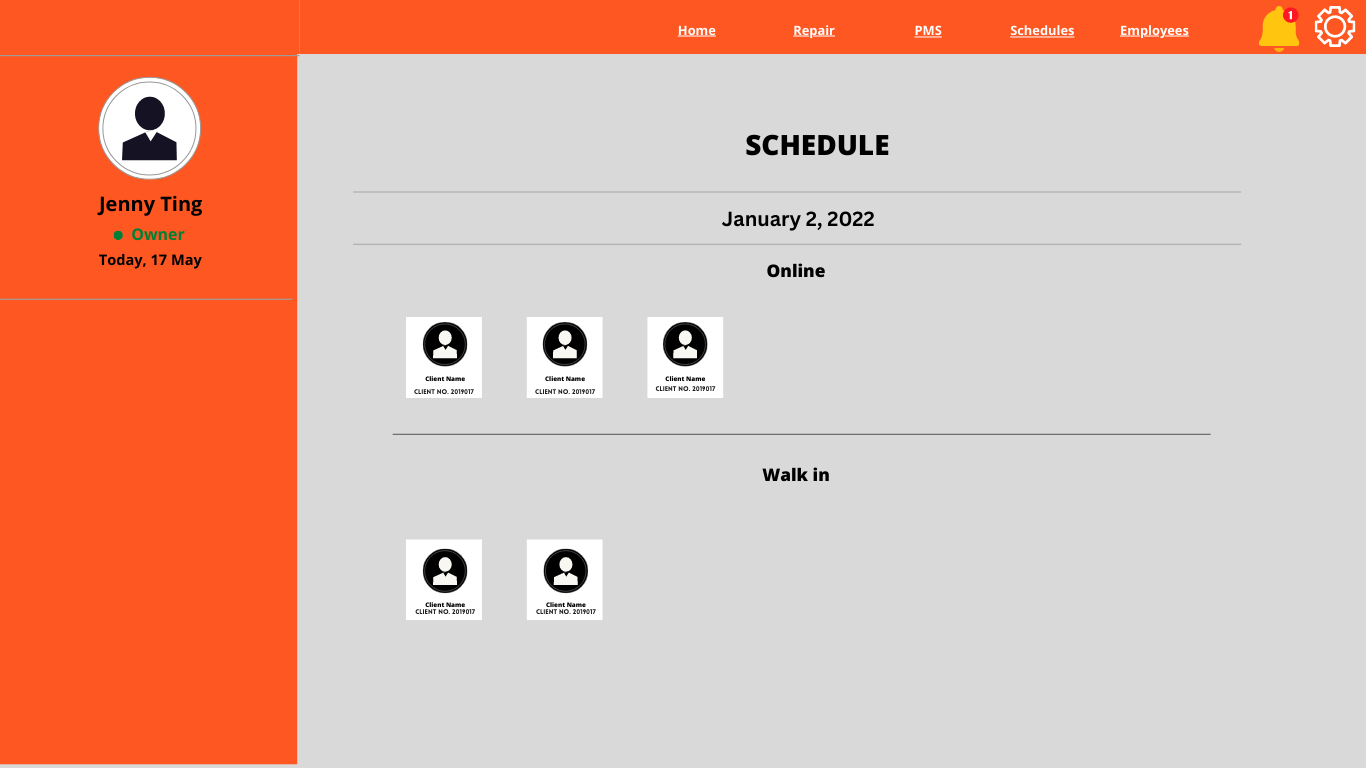 Home Repair PMS Schedules Employees 1
Jenny Ting
Owner
Today, 17 May
SCHEDULE
January 2, 2022
Online
Client Name Client Name Client Name
CLIENT NO. 2019017 CLIENT NO. 2019017 CLIENT NO. 2019017
Walk in
Client Name Client Name
CLIENT NO. 2019017 CLIENT NO. 2019017